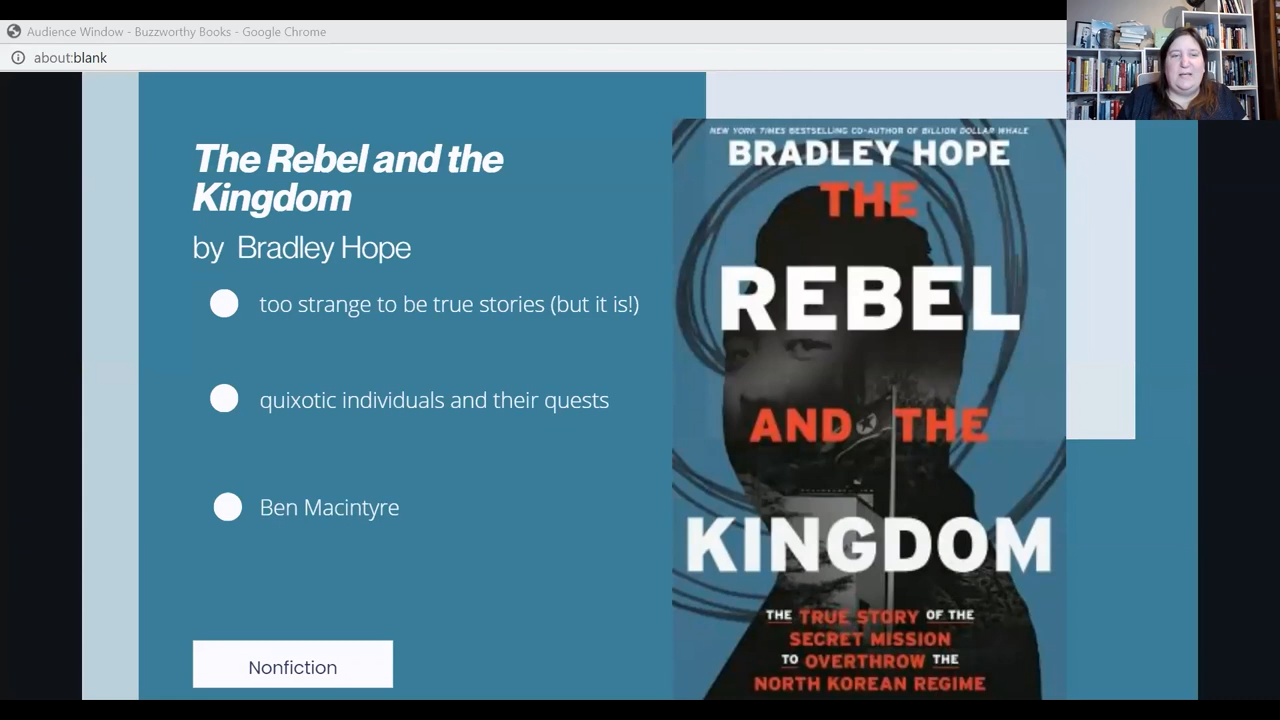 Audience Window - Buzzworthy Books - Google Chrome
about:blank
The Rebel and the
Kingdom
by Bradley Hope
too strange to be true stories (but it is!)
quixotic individuals and their quests
Ben Macintyre
Nonfiction
NEW YORK TIMES BESTSELLING CO-AUTHOR OF BILLION DOLLAR WHALE
BRADLEY HOPE
THE
REBEL
AND THE
KINGDOM
THE TRUE STORY OF THE
SECRET MISSION
TO OVERTHROW THE
NORTH KOREAN REGIME